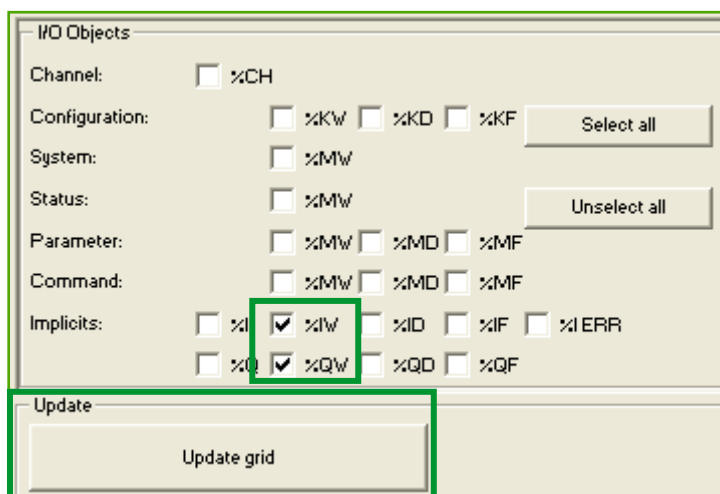 I/O Objects
Channel: %CH
Configuration: %KW %KD %KF Select all
System: %MW
Status: %MW Unselect all
Parameter: %MW %MD %MF
Command: %MW %MD %MF
Implicits: %I %IW %ID %IF %I ERR
%Q %QW %QD %QF
Update
Update grid